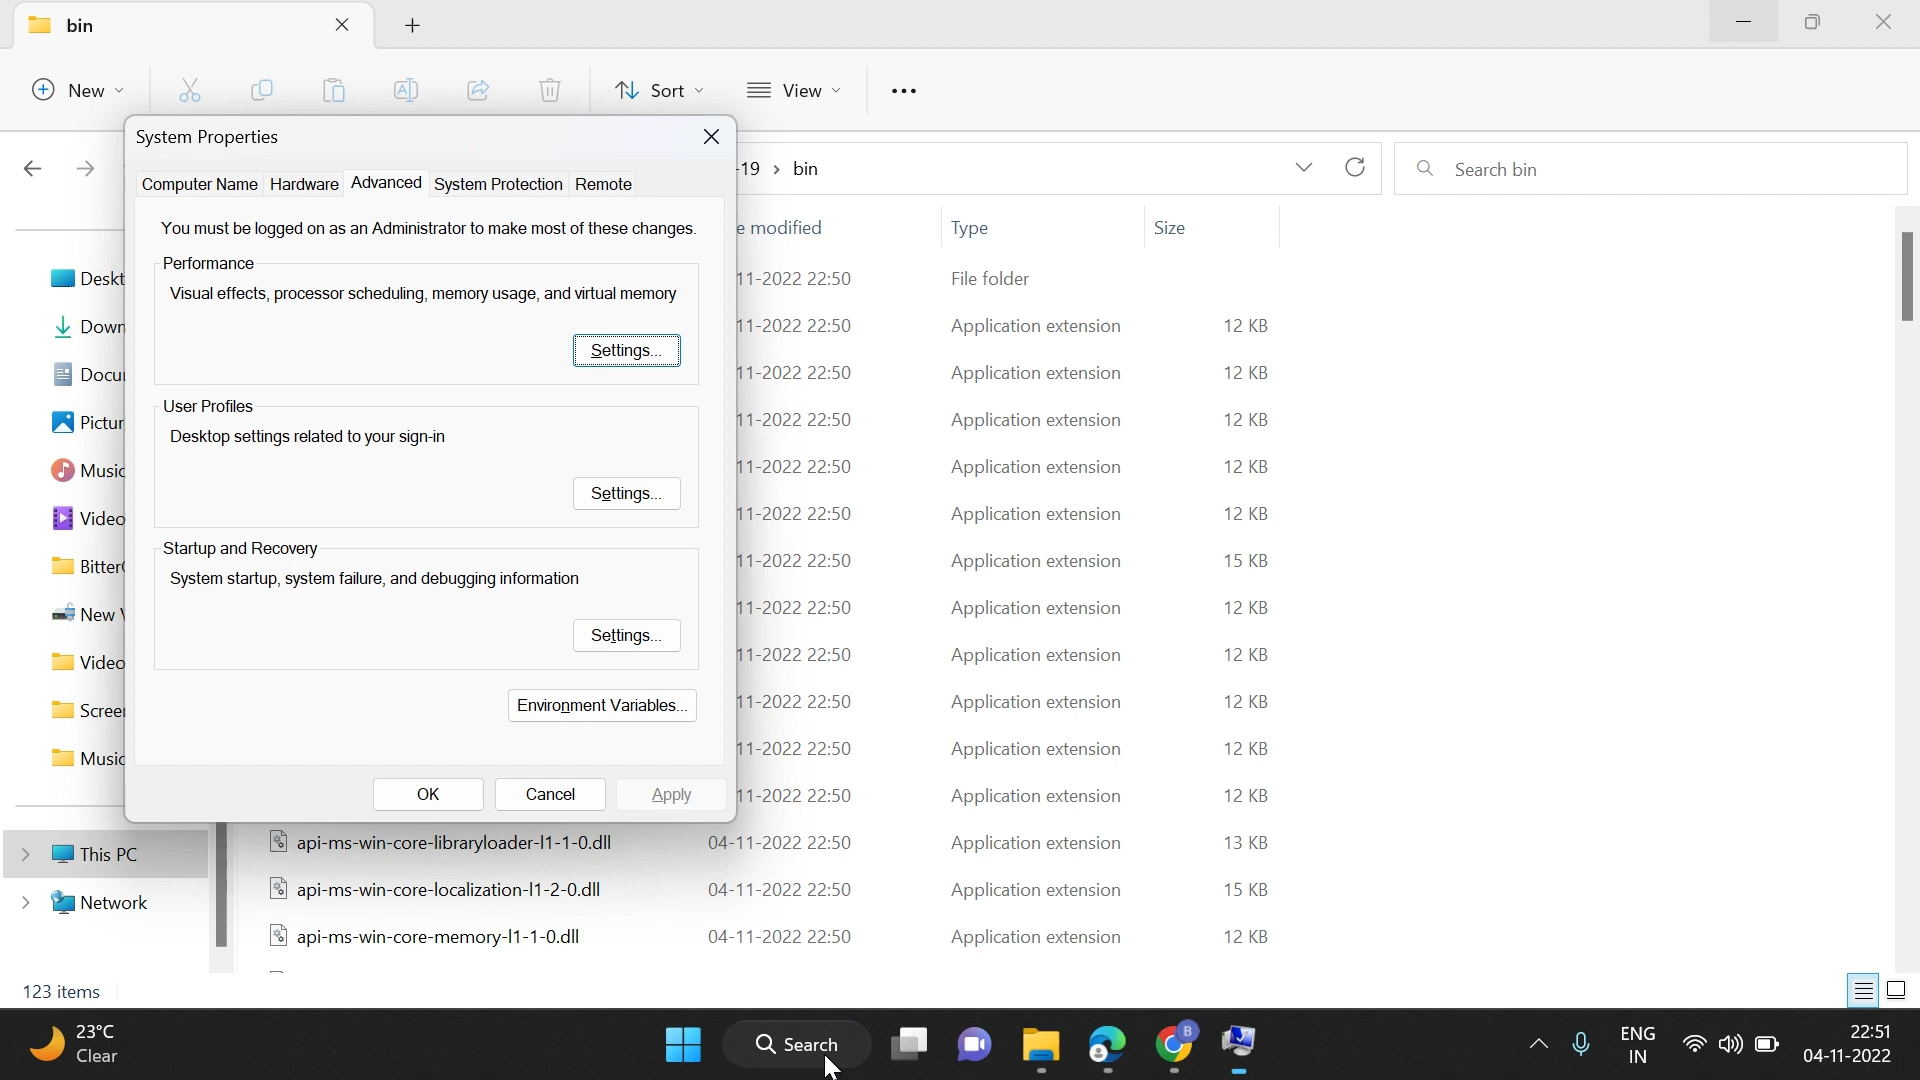 bin
New
Sort
View
System Properties
-19 > bin
Search bin
Computer Name Hardware Advanced System Protection Remote
You must be logged on as an Administrator to make most of these changes.
Performance
Visual effects, processor scheduling, memory usage, and virtual memory
Settings...
User Profiles
Desktop settings related to your sign-in
Settings...
Startup and Recovery
System startup, system failure, and debugging information
Settings...
Environment Variables...
OK Cancel Apply
e modified Type Size
11-2022 22:50 File folder
11-2022 22:50 Application extension 12 KB
11-2022 22:50 Application extension 12 KB
11-2022 22:50 Application extension 12 KB
11-2022 22:50 Application extension 12 KB
11-2022 22:50 Application extension 12 KB
11-2022 22:50 Application extension 15 KB
11-2022 22:50 Application extension 12 KB
11-2022 22:50 Application extension 12 KB
11-2022 22:50 Application extension 12 KB
11-2022 22:50 Application extension 12 KB
11-2022 22:50 Application extension 12 KB
api-ms-win-core-libraryloader-l1-1-0.dll 04-11-2022 22:50 Application extension 13 KB
api-ms-win-core-localization-l1-2-0.dll 04-11-2022 22:50 Application extension 15 KB
api-ms-win-core-memory-l1-1-0.dll 04-11-2022 22:50 Application extension 12 KB
Deskt
Down
Docu
Pictur
Music
Video
Bitter
New
Video
Scree
Music
This PC
Network
123 items
23°C
Clear
Search
B
ENG
IN
22:51
04-11-2022